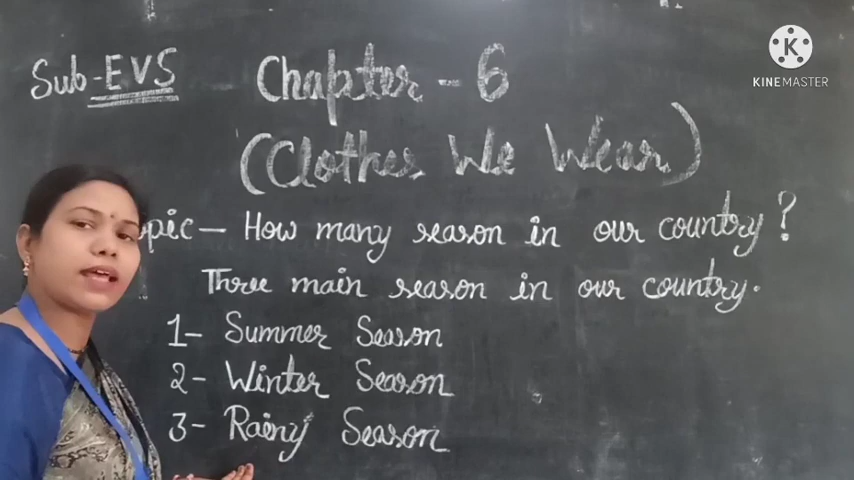 Sub-EVS
Chapter - 6
(Clothes We Wear)
pic — How many season in our country?
Three main season in our country.
1- Summer Season
2- Winter Season
3- Rainy Season
K
KINEMASTER